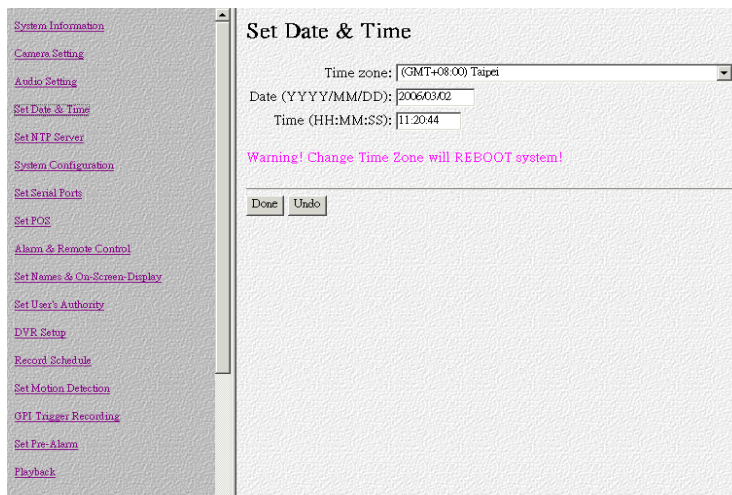 System Information
Camera Setting
Audio Setting
Set Date & Time
Set NTP Server
System Configuration
Set Serial Ports
Set POS
Alarm & Remote Control
Set Names & On-Screen-Display
Set User's Authority
DVR Setup
Record Schedule
Set Motion Detection
GPI Trigger Recording
Set Pre-Alarm
Playback
Set Date & Time
Time zone: (GMT+08:00) Taipei
Date (YYYY/MM/DD): 2006/03/02
Time (HH:MM:SS): 11:20:44
Warning! Change Time Zone will REBOOT system!
Done Undo